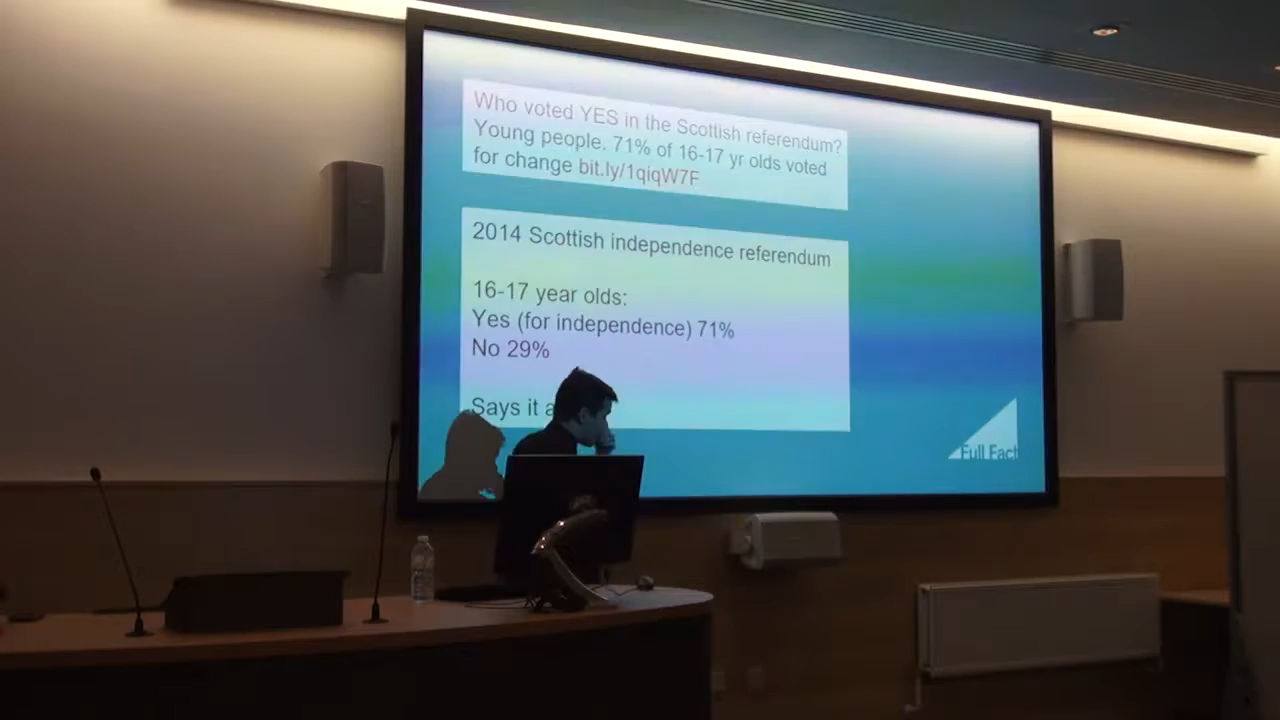 Who voted YES in the Scottish referendum?
Young people. 71% of 16-17 yr olds voted
for change bit.ly/1qiqW7F
2014 Scottish independence referendum
16-17 year olds:
Yes (for independence) 71%
No 29%
Says it a
Full Fact